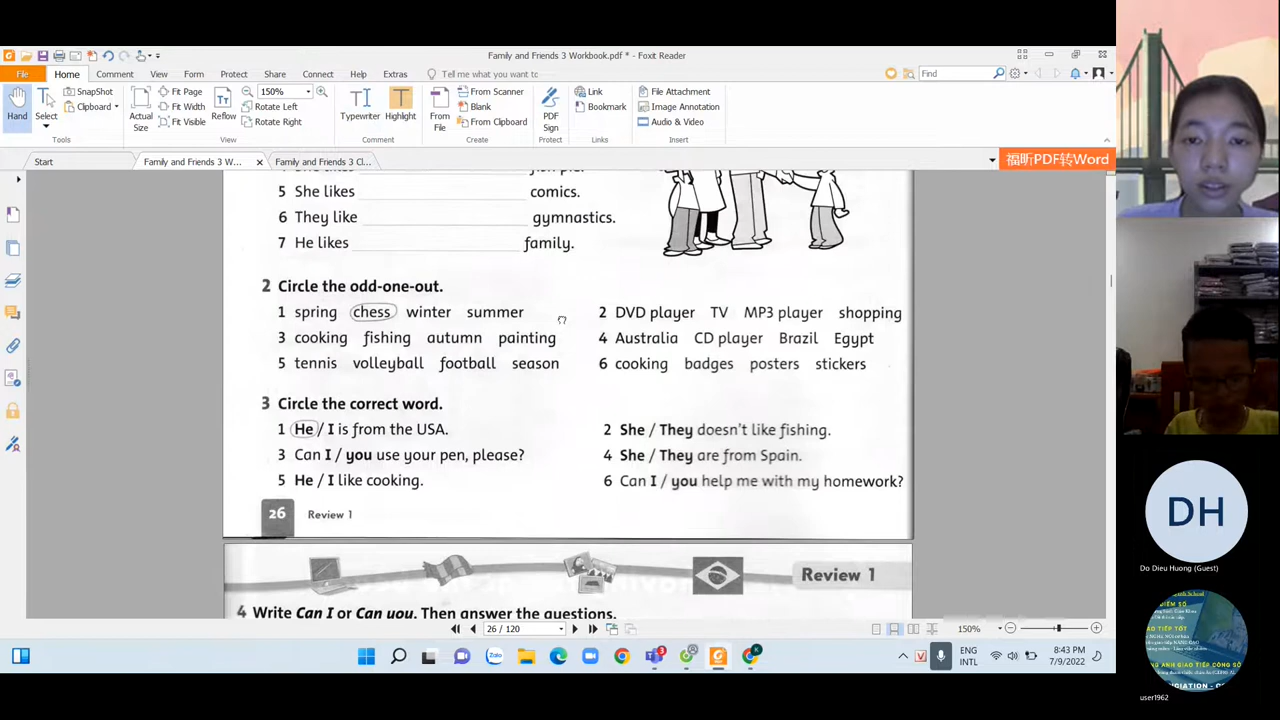 Family and Friends 3 Workbook.pdf * - Foxit Reader
File Home Comment View Form Protect Share Connect Help Extras Tell me what you want to Find
Hand
Select
SnapShot
Clipboard
Actual Size
Fit Page
Fit Width
Fit Visible
Reflow
150%
Rotate Left
Rotate Right
Typewriter
Highlight
From File
From Scanner
Blank
From Clipboard
PDF Sign
Link
Bookmark
File Attachment
Image Annotation
Audio & Video
Tools View Comment Create Protect Links Insert
Start Family and Friends 3 W... Family and Friends 3 Cl...
福昕PDF转Word
5 She likes comics.
6 They like gymnastics.
7 He likes family.
2 Circle the odd-one-out.
1 spring chess winter summer
2 DVD player TV MP3 player shopping
3 cooking fishing autumn painting
4 Australia CD player Brazil Egypt
5 tennis volleyball football season
6 cooking badges posters stickers
3 Circle the correct word.
1 He / I is from the USA.
2 She / They doesn't like fishing.
3 Can I / you use your pen, please?
4 She / They are from Spain.
5 He / I like cooking.
6 Can I / you help me with my homework?
26 Review 1
Review 1
4 Write Can I or Can you. Then answer the questions.
26 / 120
150%
ENG
INTL
8:43 PM
7/9/2022
DH
Do Dieu Huong (Guest)
user1962